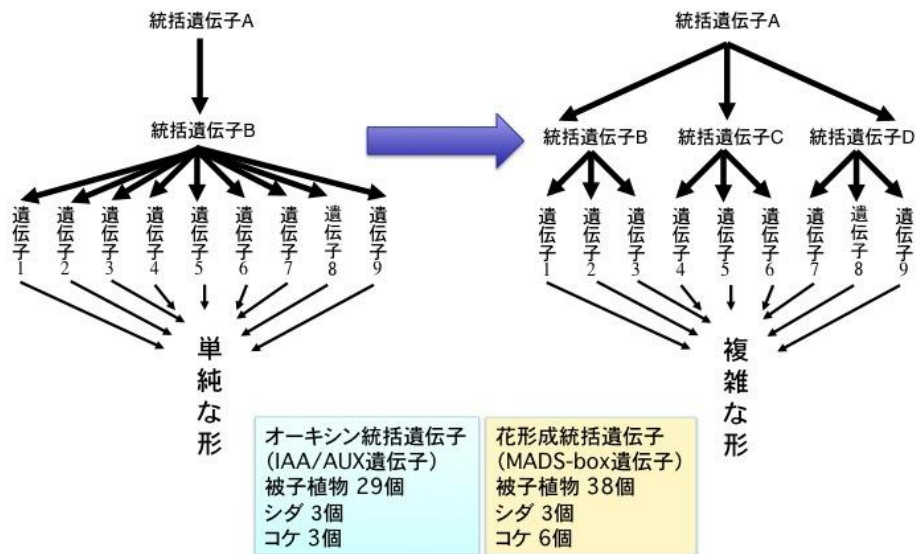 統括遺伝子A
統括遺伝子B
遺伝子1
遺伝子2
遺伝子3
遺伝子4
遺伝子5
遺伝子6
遺伝子7
遺伝子8
遺伝子9
単純な形
統括遺伝子A
統括遺伝子B
統括遺伝子C
統括遺伝子D
遺伝子1
遺伝子2
遺伝子3
遺伝子4
遺伝子5
遺伝子6
遺伝子7
遺伝子8
遺伝子9
複雑な形
オーキシン統括遺伝子
(IAA/AUX遺伝子)
被子植物 29個
シダ 3個
コケ 3個
花形成統括遺伝子
(MADS-box遺伝子)
被子植物 38個
シダ 3個
コケ 6個